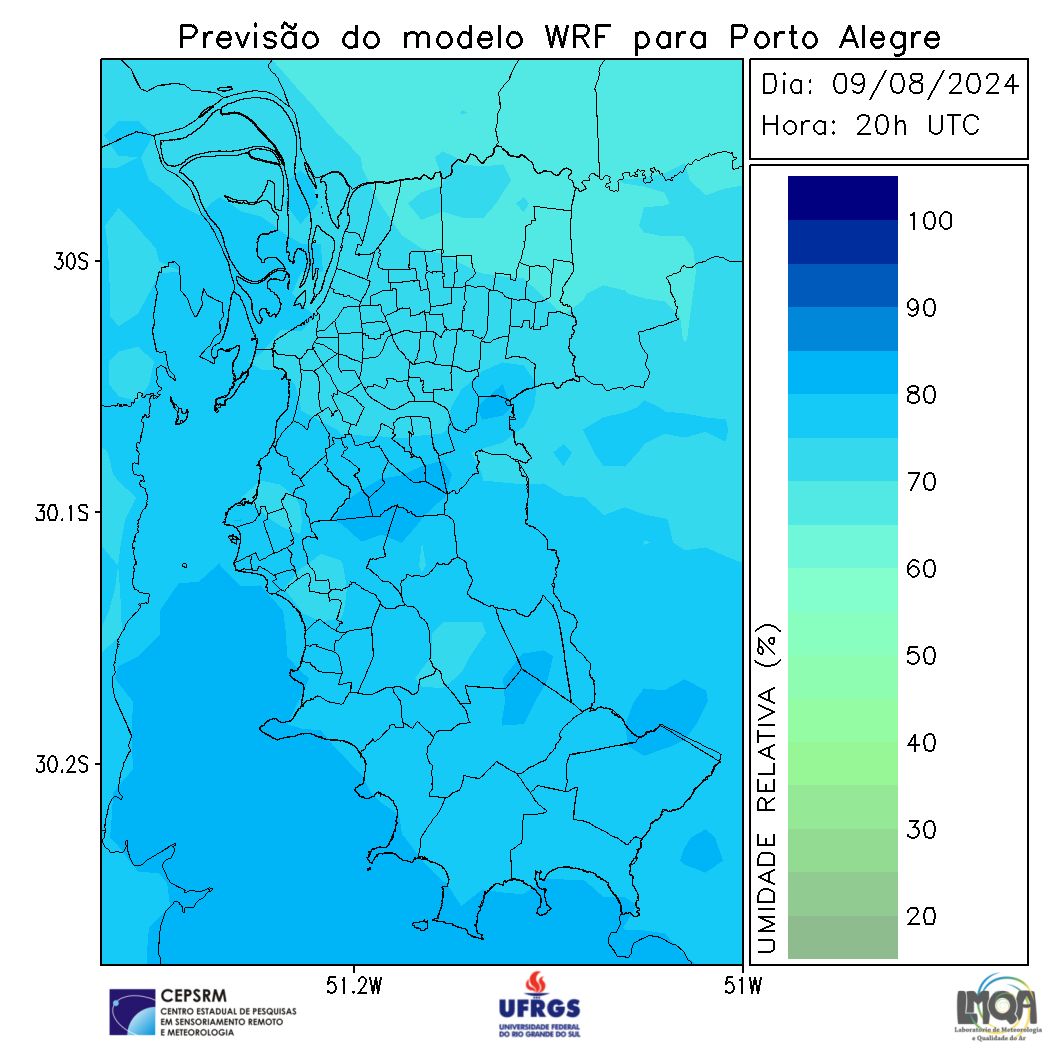 Previsão do modelo WRF para Porto Alegre
Dia: 09/08/2024
Hora: 20h UTC
100
90
80
70
60
50
40
30
20
UMIDADE RELATIVA (%)
30S
30.1S
30.2S
51.2W
51W
CEPSRM
CENTRO ESTADUAL DE PESQUISAS
EM SENSORIAMENTO REMOTO
E METEOROLOGIA
UFRGS
UNIVERSIDADE FEDERAL
DO RIO GRANDE DO SUL
LMQA
Laboratório de Meteorologia
e Qualidade do Ar